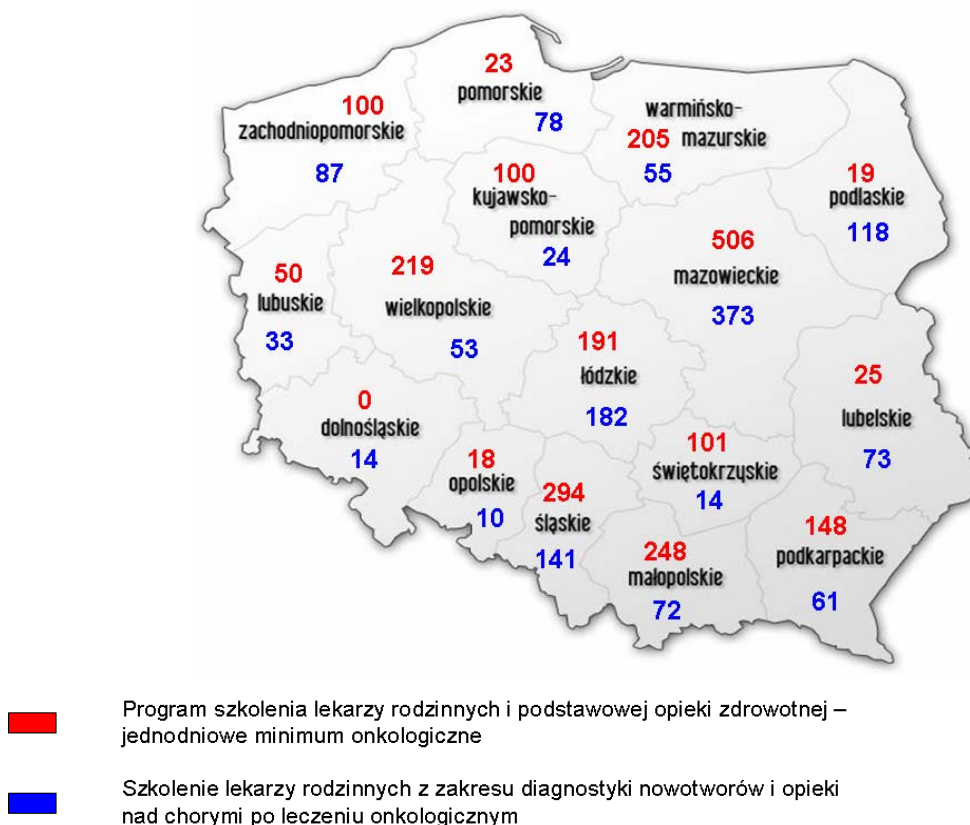 23
pomorskie
78
100
zachodniopomorskie
87
warmińsko-
205 mazurskie
55
100
kujawsko-
pomorskie
24
19
podlaskie
118
506
mazowieckie
373
50
lubuskie
33
219
wielkopolskie
53
191
łódzkie
182
25
lubelskie
73
0
dolnośląskie
14
18
opolskie
10
294
śląskie
141
101
świętokrzyskie
14
248
małopolskie
72
148
podkarpackie
61
Program szkolenia lekarzy rodzinnych i podstawowej opieki zdrowotnej –
jednodniowe minimum onkologiczne
Szkolenie lekarzy rodzinnych z zakresu diagnostyki nowotworów i opieki
nad chorymi po leczeniu onkologicznym